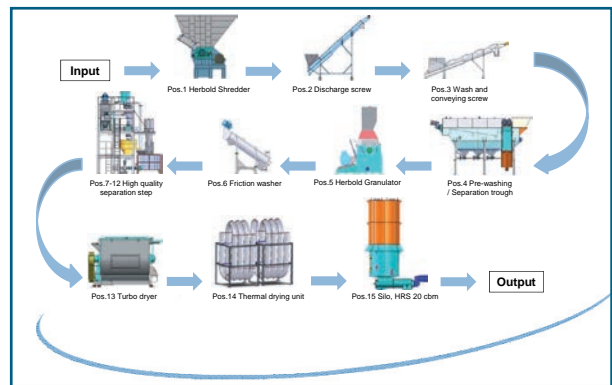 Input
Pos.1 Herbold Shredder
Pos.2 Discharge screw
Pos.3 Wash and
conveying screw
Pos.7-12 High quality
separation step
Pos.6 Friction washer
Pos.5 Herbold Granulator
Pos.4 Pre-washing
/ Separation trough
Pos.13 Turbo dryer
Pos.14 Thermal drying unit
Pos.15 Silo, HRS 20 cbm
Output